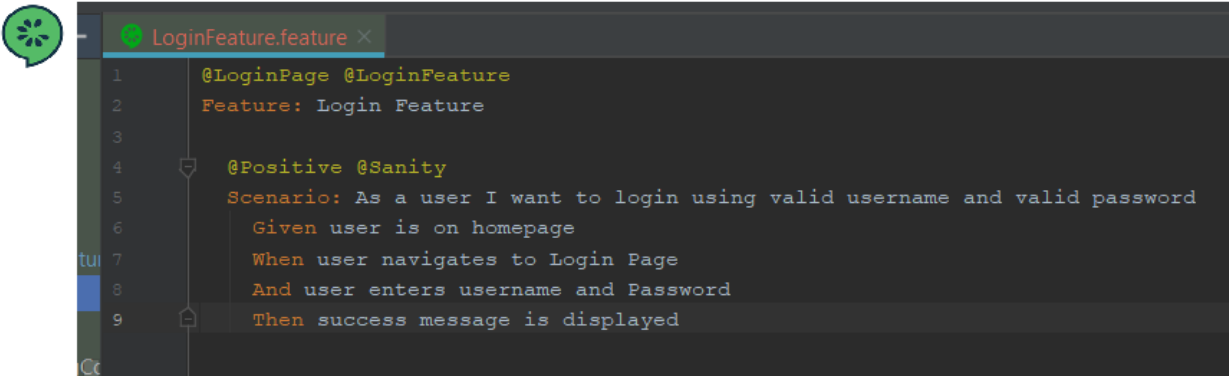 LoginFeature.feature
1 @LoginPage @LoginFeature
2 Feature: Login Feature
3
4 @Positive @Sanity
5 Scenario: As a user I want to login using valid username and valid password
6 Given user is on homepage
7 When user navigates to Login Page
8 And user enters username and Password
9 Then success message is displayed